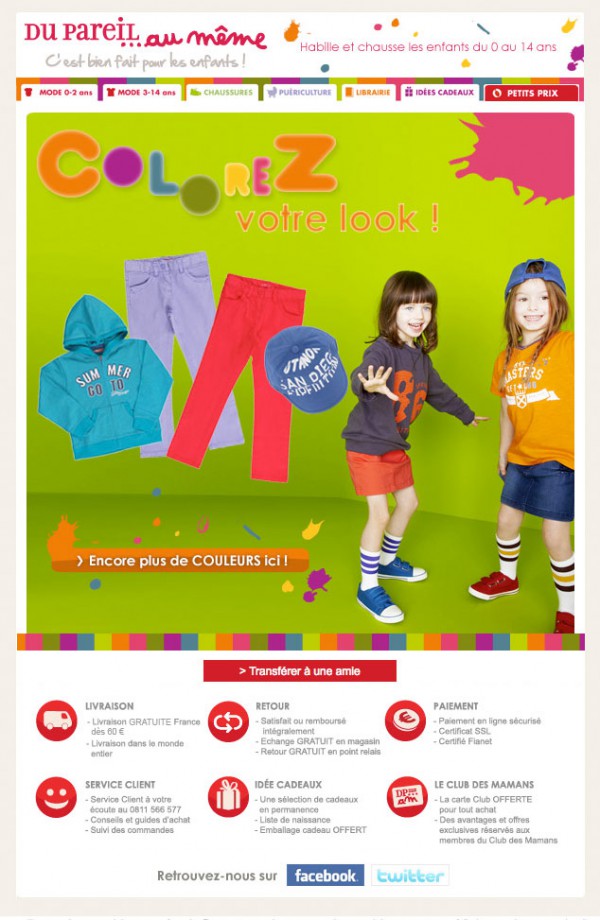 DU PAREIL
...au même
C'est bien fait pour les enfants !
Habille et chausse les enfants du 0 au 14 ans
MODE 0-2 ans
MODE 3-14 ans
CHAUSSURES
PUÉRICULTURE
LIBRAIRIE
IDÉES CADEAUX
PETITS PRIX
COLOREZ
votre look !
SUMMER
GO TO
SAN DIEGO
86
MASTERS
❯ Encore plus de COULEURS ici !
> Transférer à une amie
LIVRAISON
- Livraison GRATUITE France
dès 60 €
- Livraison dans le monde
entier
RETOUR
- Satisfait ou remboursé
intégralement
- Echange GRATUIT en magasin
- Retour GRATUIT en point relais
PAIEMENT
- Paiement en ligne sécurisé
- Certificat SSL
- Certifié Fianet
SERVICE CLIENT
- Service Client à votre
écoute au 0811 566 577
- Conseils et guides d'achat
- Suivi des commandes
IDÉE CADEAUX
- Une sélection de cadeaux
en permanence
- Liste de naissance
- Emballage cadeau OFFERT
LE CLUB DES MAMANS
- La carte Club OFFERTE
pour tout achat
- Des avantages et offres
exclusives réservés aux
membres du Club des Mamans
Retrouvez-nous sur
facebook
twitter